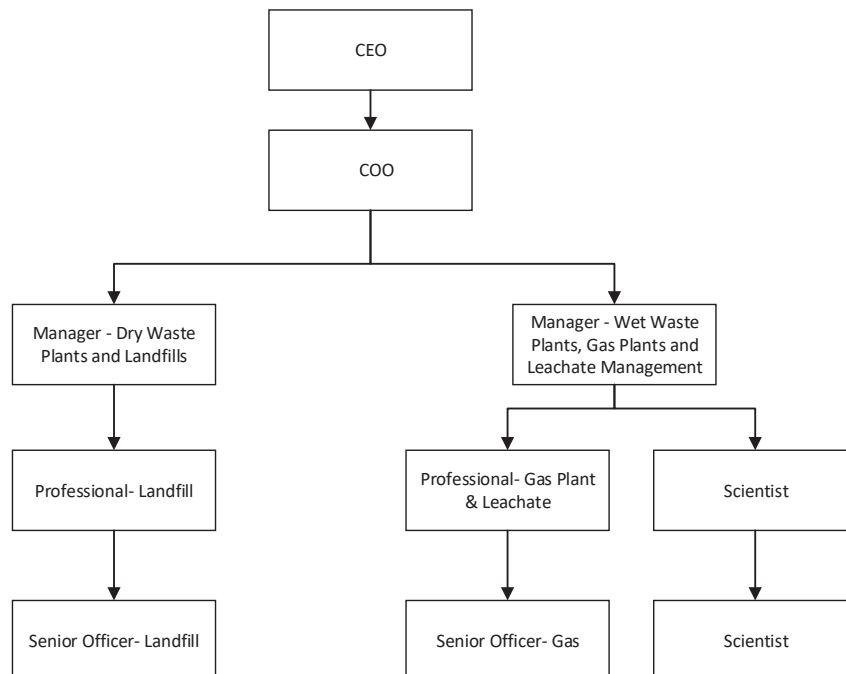 CEO
COO
Manager - Dry Waste
Plants and Landfills
Manager - Wet Waste
Plants, Gas Plants and
Leachate Management
Professional- Landfill
Professional- Gas Plant
& Leachate
Scientist
Senior Officer- Landfill
Senior Officer- Gas
Scientist